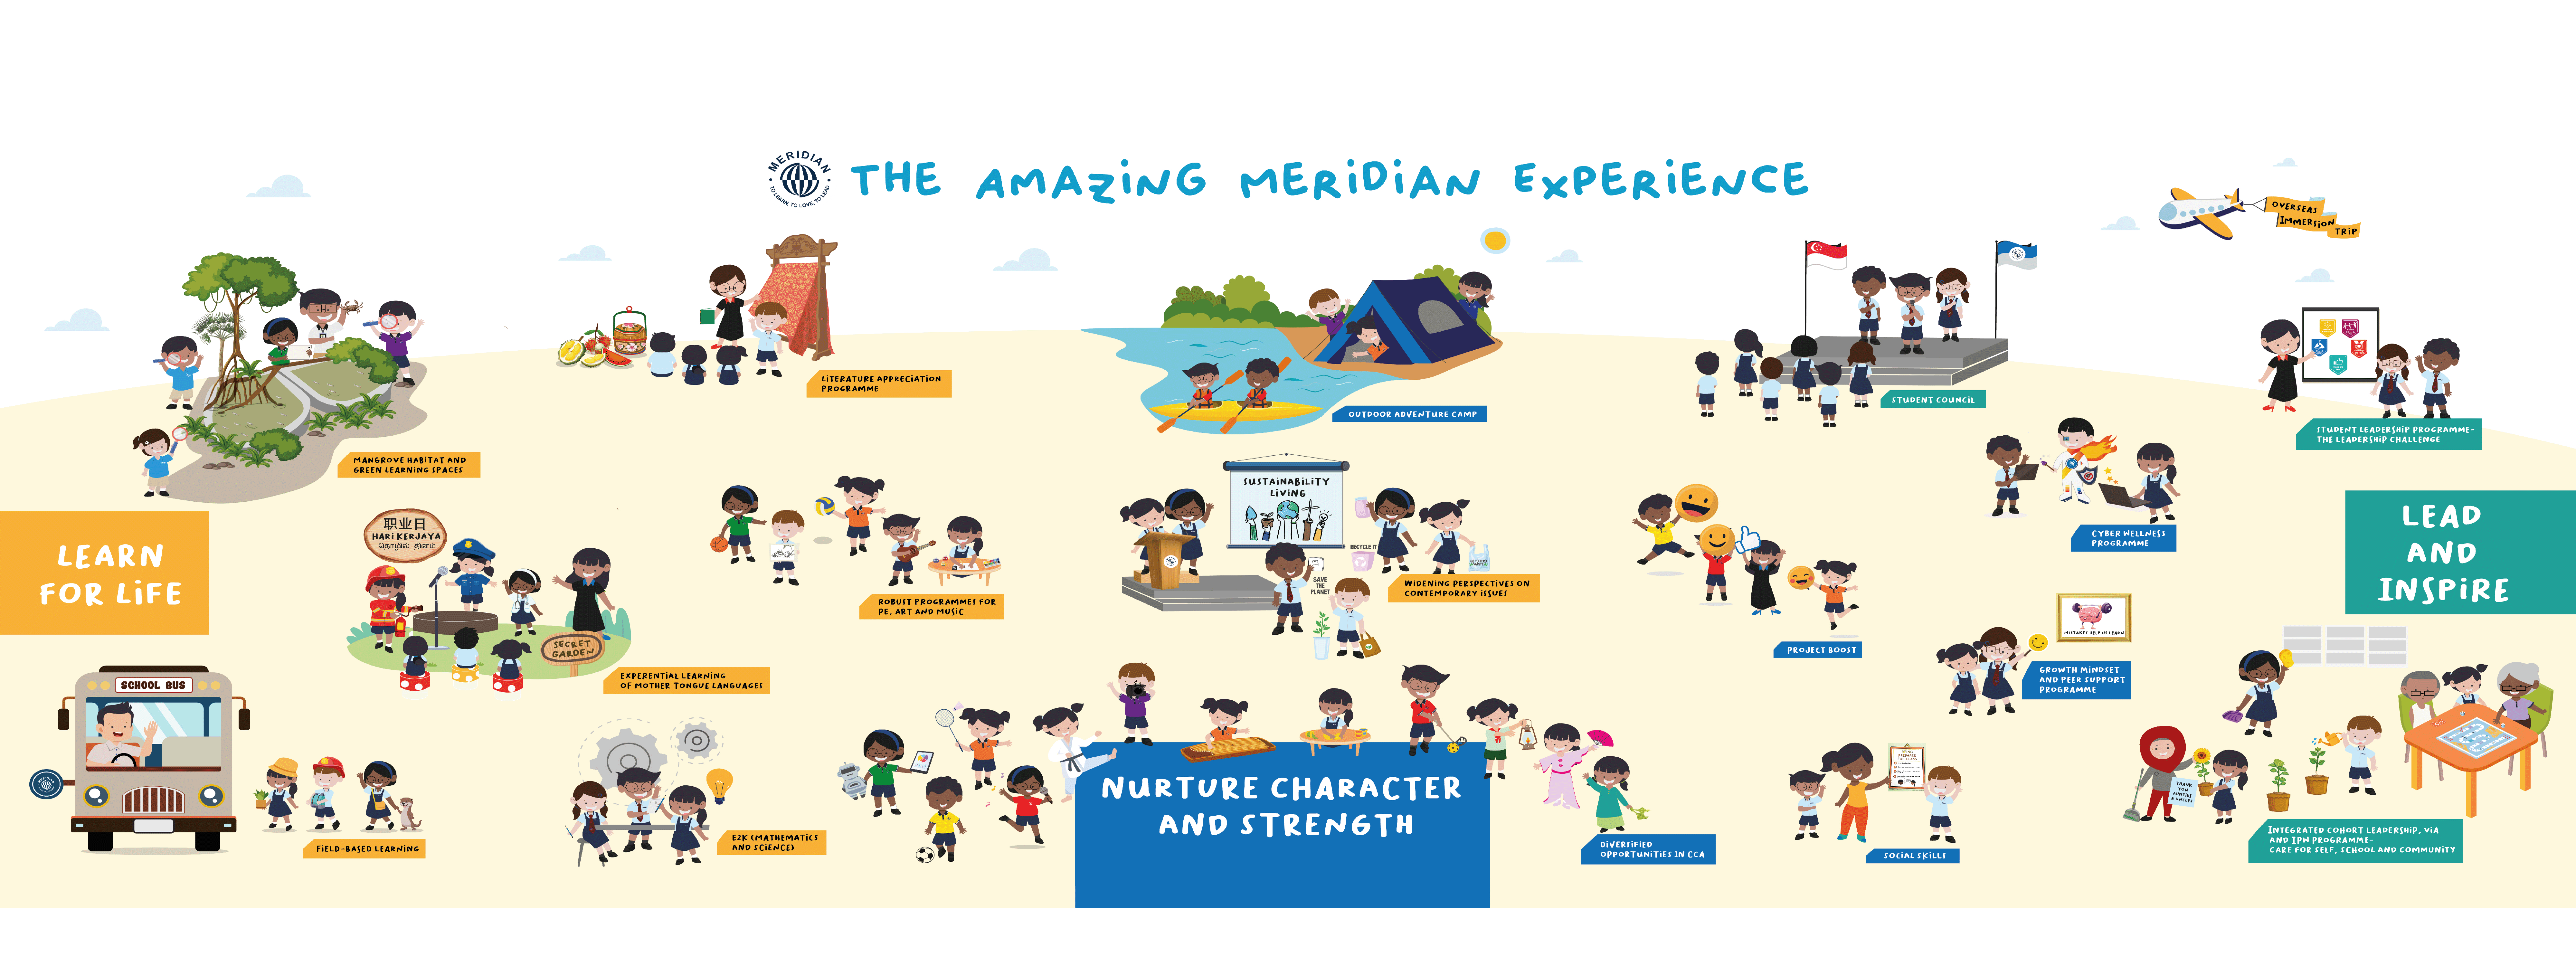 MERIDIAN
TO LEARN, TO LOVE, TO LEAD
THE AMAZING MERIDIAN EXPERIENCE
OVERSEAS
IMMERSION
TRIP
LITERATURE APPRECIATION
PROGRAMME
OUTDOOR ADVENTURE CAMP
STUDENT COUNCIL
STUDENT LEADERSHIP PROGRAMME-
THE LEADERSHIP CHALLENGE
MANGROVE HABITAT AND
GREEN LEARNING SPACES
LEARN
FOR LIFE
职业日
HARI KERJAYA
தொழில் தினம்
SECRET
GARDEN
EXPERENTIAL LEARNING
OF MOTHER TONGUE LANGUAGES
ROBUST PROGRAMMES FOR
PE, ART AND MUSIC
SUSTAINABILITY
LIVING
RECYCLE IT
SAVE
THE
PLANET
WIDENING PERSPECTIVES ON
CONTEMPORARY ISSUES
CYBER WELLNESS
PROGRAMME
LEAD
AND
INSPIRE
PROJECT BOOST
MISTAKES HELP US LEARN
GROWTH MINDSET
AND PEER SUPPORT
PROGRAMME
SCHOOL BUS
FIELD-BASED LEARNING
E2K (MATHEMATICS
AND SCIENCE)
NURTURE CHARACTER
AND STRENGTH
DIVERSIFIED
OPPORTUNITIES IN CCA
SOCIAL SKILLS
THANK
YOU
AUNTIES
& UNCLES
INTEGRATED COHORT LEADERSHIP, VIA
AND IPW PROGRAMME-
CARE FOR SELF, SCHOOL AND COMMUNITY